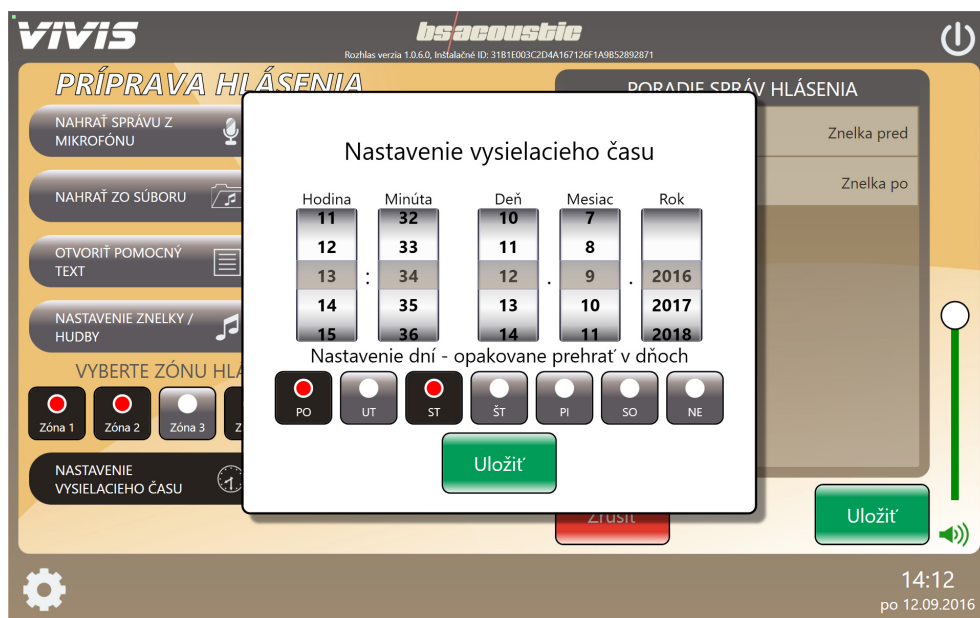 VIVIS
bsacoustic
Rozhlas verzia 1.0.6.0, Inštalačné ID: 31B1E003C2D4A167126F1A9B52892871
PRÍPRAVA HLÁSENIA
NAHRAŤ SPRÁVU Z
MIKROFÓNU
NAHRAŤ ZO SÚBORU
OTVORIŤ POMOCNÝ
TEXT
NASTAVENIE ZNELKY /
HUDBY
VYBERTE ZÓNU HLÁ
Zóna 1 Zóna 2 Zóna 3 Z
NASTAVENIE
VYSIELACIEHO ČASU
Nastavenie vysielacieho času
Hodina Minúta Deň Mesiac Rok
11 32 10 7
12 33 11 8
13 : 34 12 . 9 . 2016
14 35 13 10 2017
15 36 14 11 2018
Nastavenie dní - opakovane prehrať v dňoch
PO UT ST ŠT PI SO NE
Uložiť
PORADIE SPRÁV HLÁSENIA
Znelka pred
Znelka po
Zrušiť
Uložiť
14:12
po 12.09.2016